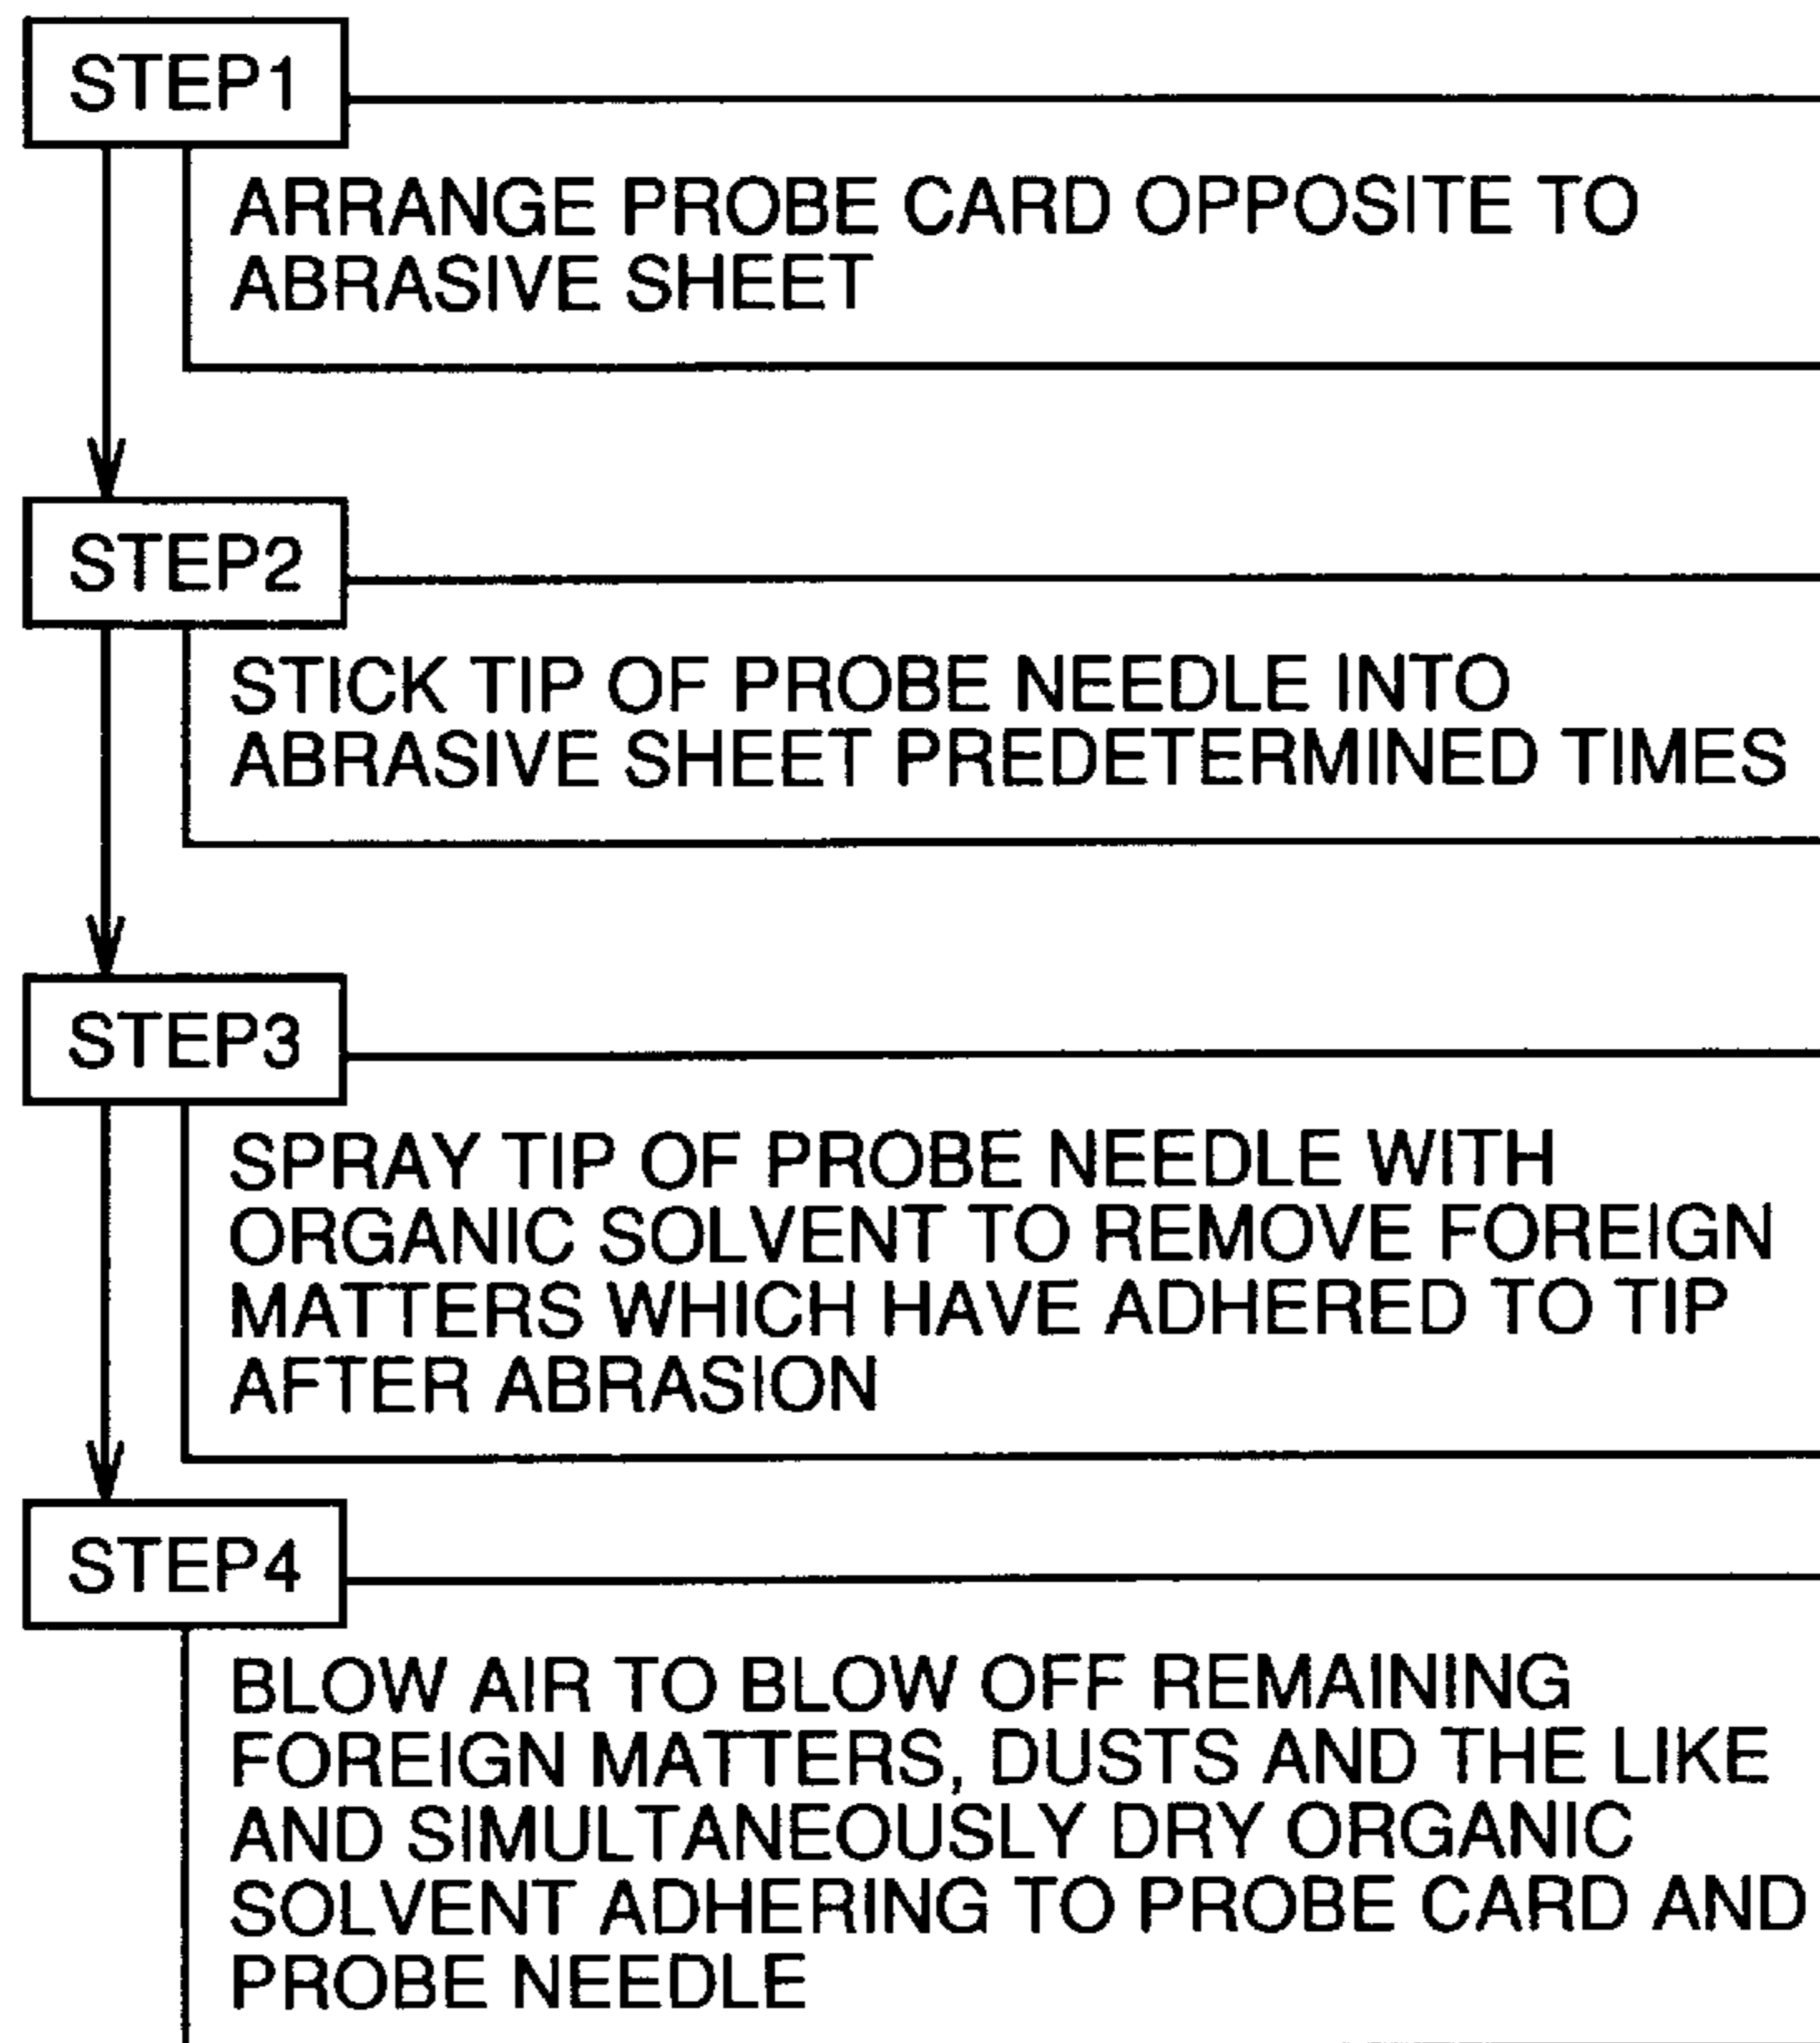 STEP1
ARRANGE PROBE CARD OPPOSITE TO
ABRASIVE SHEET
STEP2
STICK TIP OF PROBE NEEDLE INTO
ABRASIVE SHEET PREDETERMINED TIMES
STEP3
SPRAY TIP OF PROBE NEEDLE WITH
ORGANIC SOLVENT TO REMOVE FOREIGN
MATTERS WHICH HAVE ADHERED TO TIP
AFTER ABRASION
STEP4
BLOW AIR TO BLOW OFF REMAINING
FOREIGN MATTERS, DUSTS AND THE LIKE
AND SIMULTANEOUSLY DRY ORGANIC
SOLVENT ADHERING TO PROBE CARD AND
PROBE NEEDLE